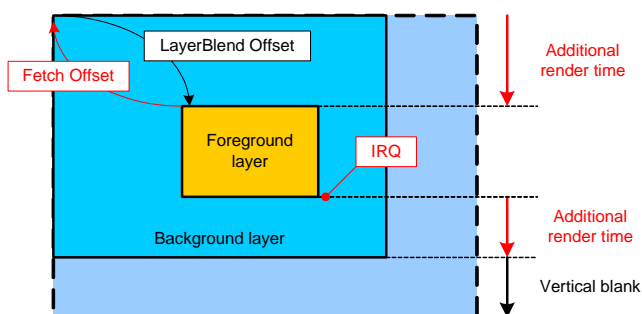 LayerBlend Offset
Fetch Offset
Additional
render time
Foreground
layer
IRQ
Background layer
Additional
render time
Vertical blank